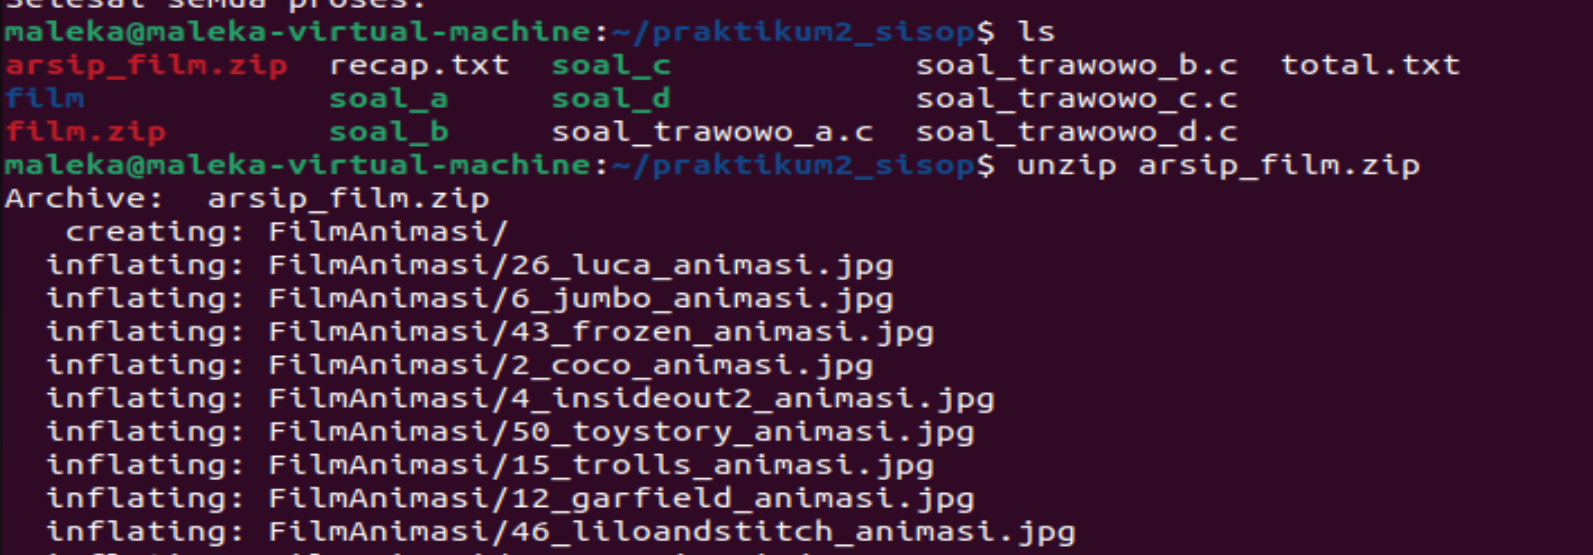 Selesai semua proses.
maleka@maleka-virtual-machine:~/praktikum2_sisop$ ls
arsip_film.zip  recap.txt  soal_c            soal_trawowo_b.c  total.txt
film            soal_a     soal_d            soal_trawowo_c.c
film.zip        soal_b     soal_trawowo_a.c  soal_trawowo_d.c
maleka@maleka-virtual-machine:~/praktikum2_sisop$ unzip arsip_film.zip
Archive:  arsip_film.zip
   creating: FilmAnimasi/
  inflating: FilmAnimasi/26_luca_animasi.jpg
  inflating: FilmAnimasi/6_jumbo_animasi.jpg
  inflating: FilmAnimasi/43_frozen_animasi.jpg
  inflating: FilmAnimasi/2_coco_animasi.jpg
  inflating: FilmAnimasi/4_insideout2_animasi.jpg
  inflating: FilmAnimasi/50_toystory_animasi.jpg
  inflating: FilmAnimasi/15_trolls_animasi.jpg
  inflating: FilmAnimasi/12_garfield_animasi.jpg
  inflating: FilmAnimasi/46_liloandstitch_animasi.jpg